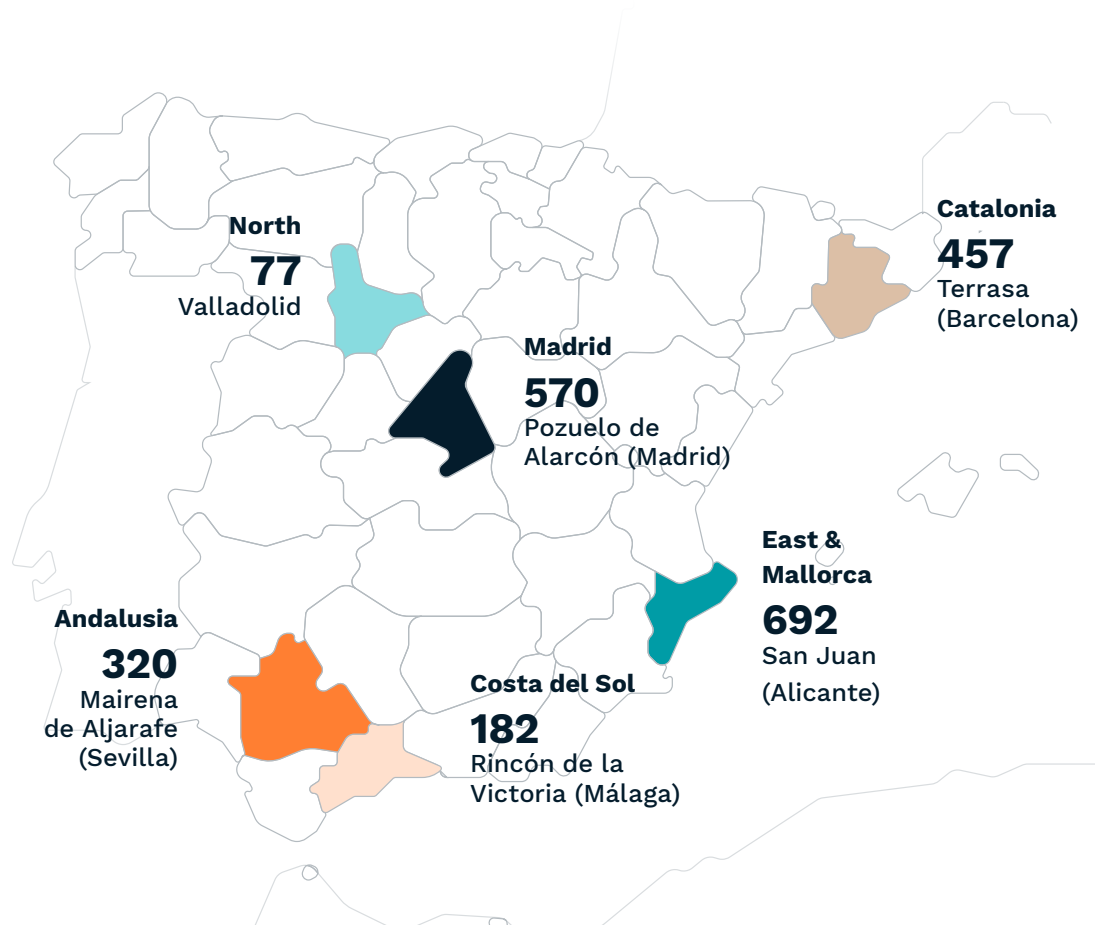 Catalonia
457
Terrasa
(Barcelona)
North
77
Valladolid
Madrid
570
Pozuelo de
Alarcón (Madrid)
East &
Mallorca
692
San Juan
(Alicante)
Andalusia
320
Mairena
de Aljarafe
(Sevilla)
Costa del Sol
182
Rincón de la
Victoria (Málaga)